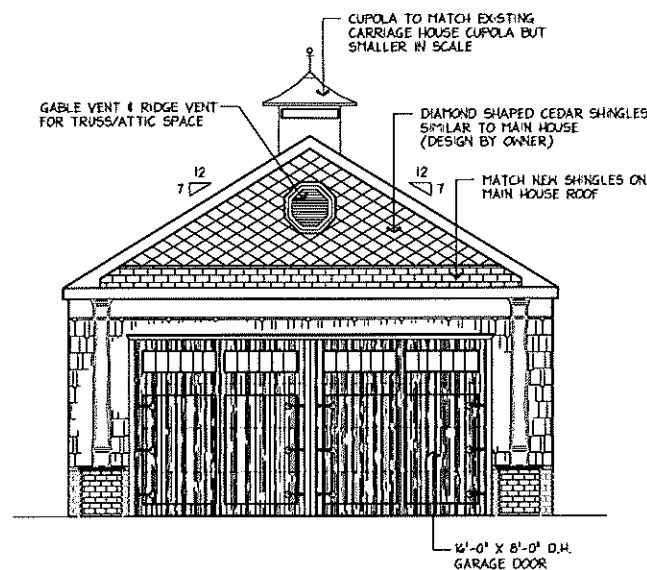 CUPOLA TO MATCH EXISTING
CARRIAGE HOUSE CUPOLA BUT
SMALLER IN SCALE
GABLE VENT & RIDGE VENT
FOR TRUSS/ATTIC SPACE
DIAMOND SHAPED CEDAR SHINGLES
SIMILAR TO MAIN HOUSE
(DESIGN BY OWNER)
12
7
12
7
MATCH NEW SHINGLES ON
MAIN HOUSE ROOF
16'-0" X 8'-0" O.H.
GARAGE DOOR